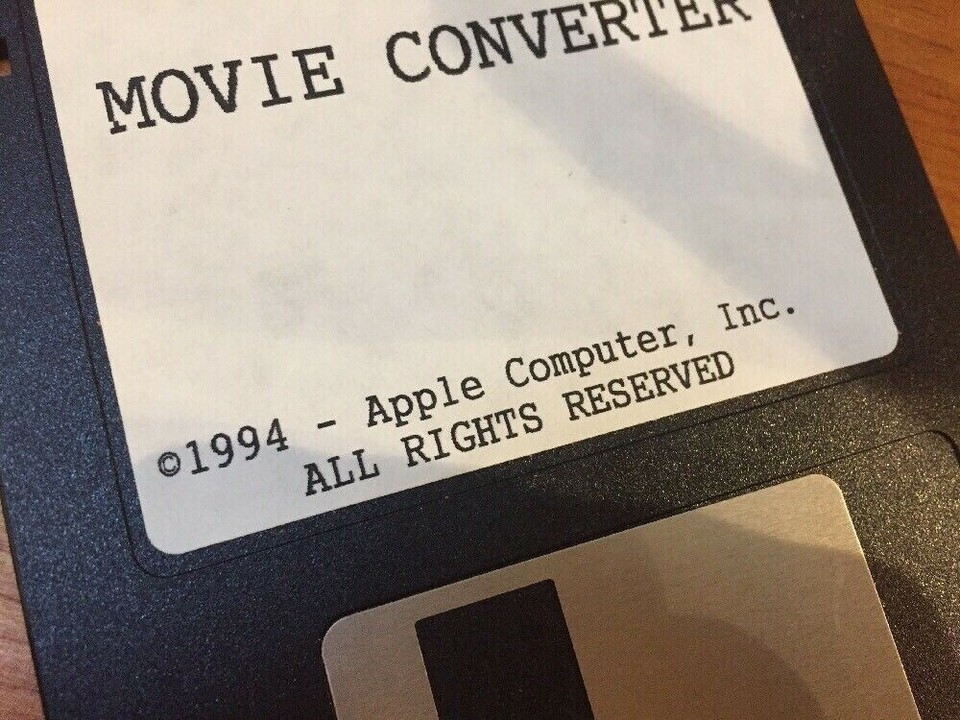 MOVIE CONVERTER
©1994 - Apple Computer, Inc.
ALL RIGHTS RESERVED